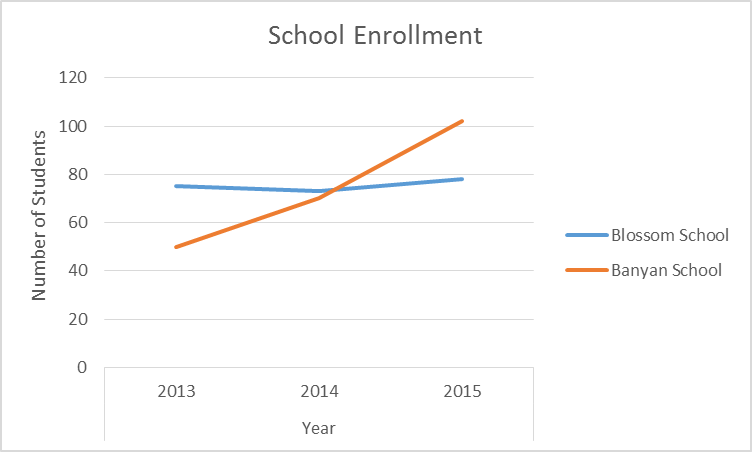 School Enrollment
Number of Students
120
100
80
60
40
20
0
2013 2014 2015
Year
Blossom School
Banyan School